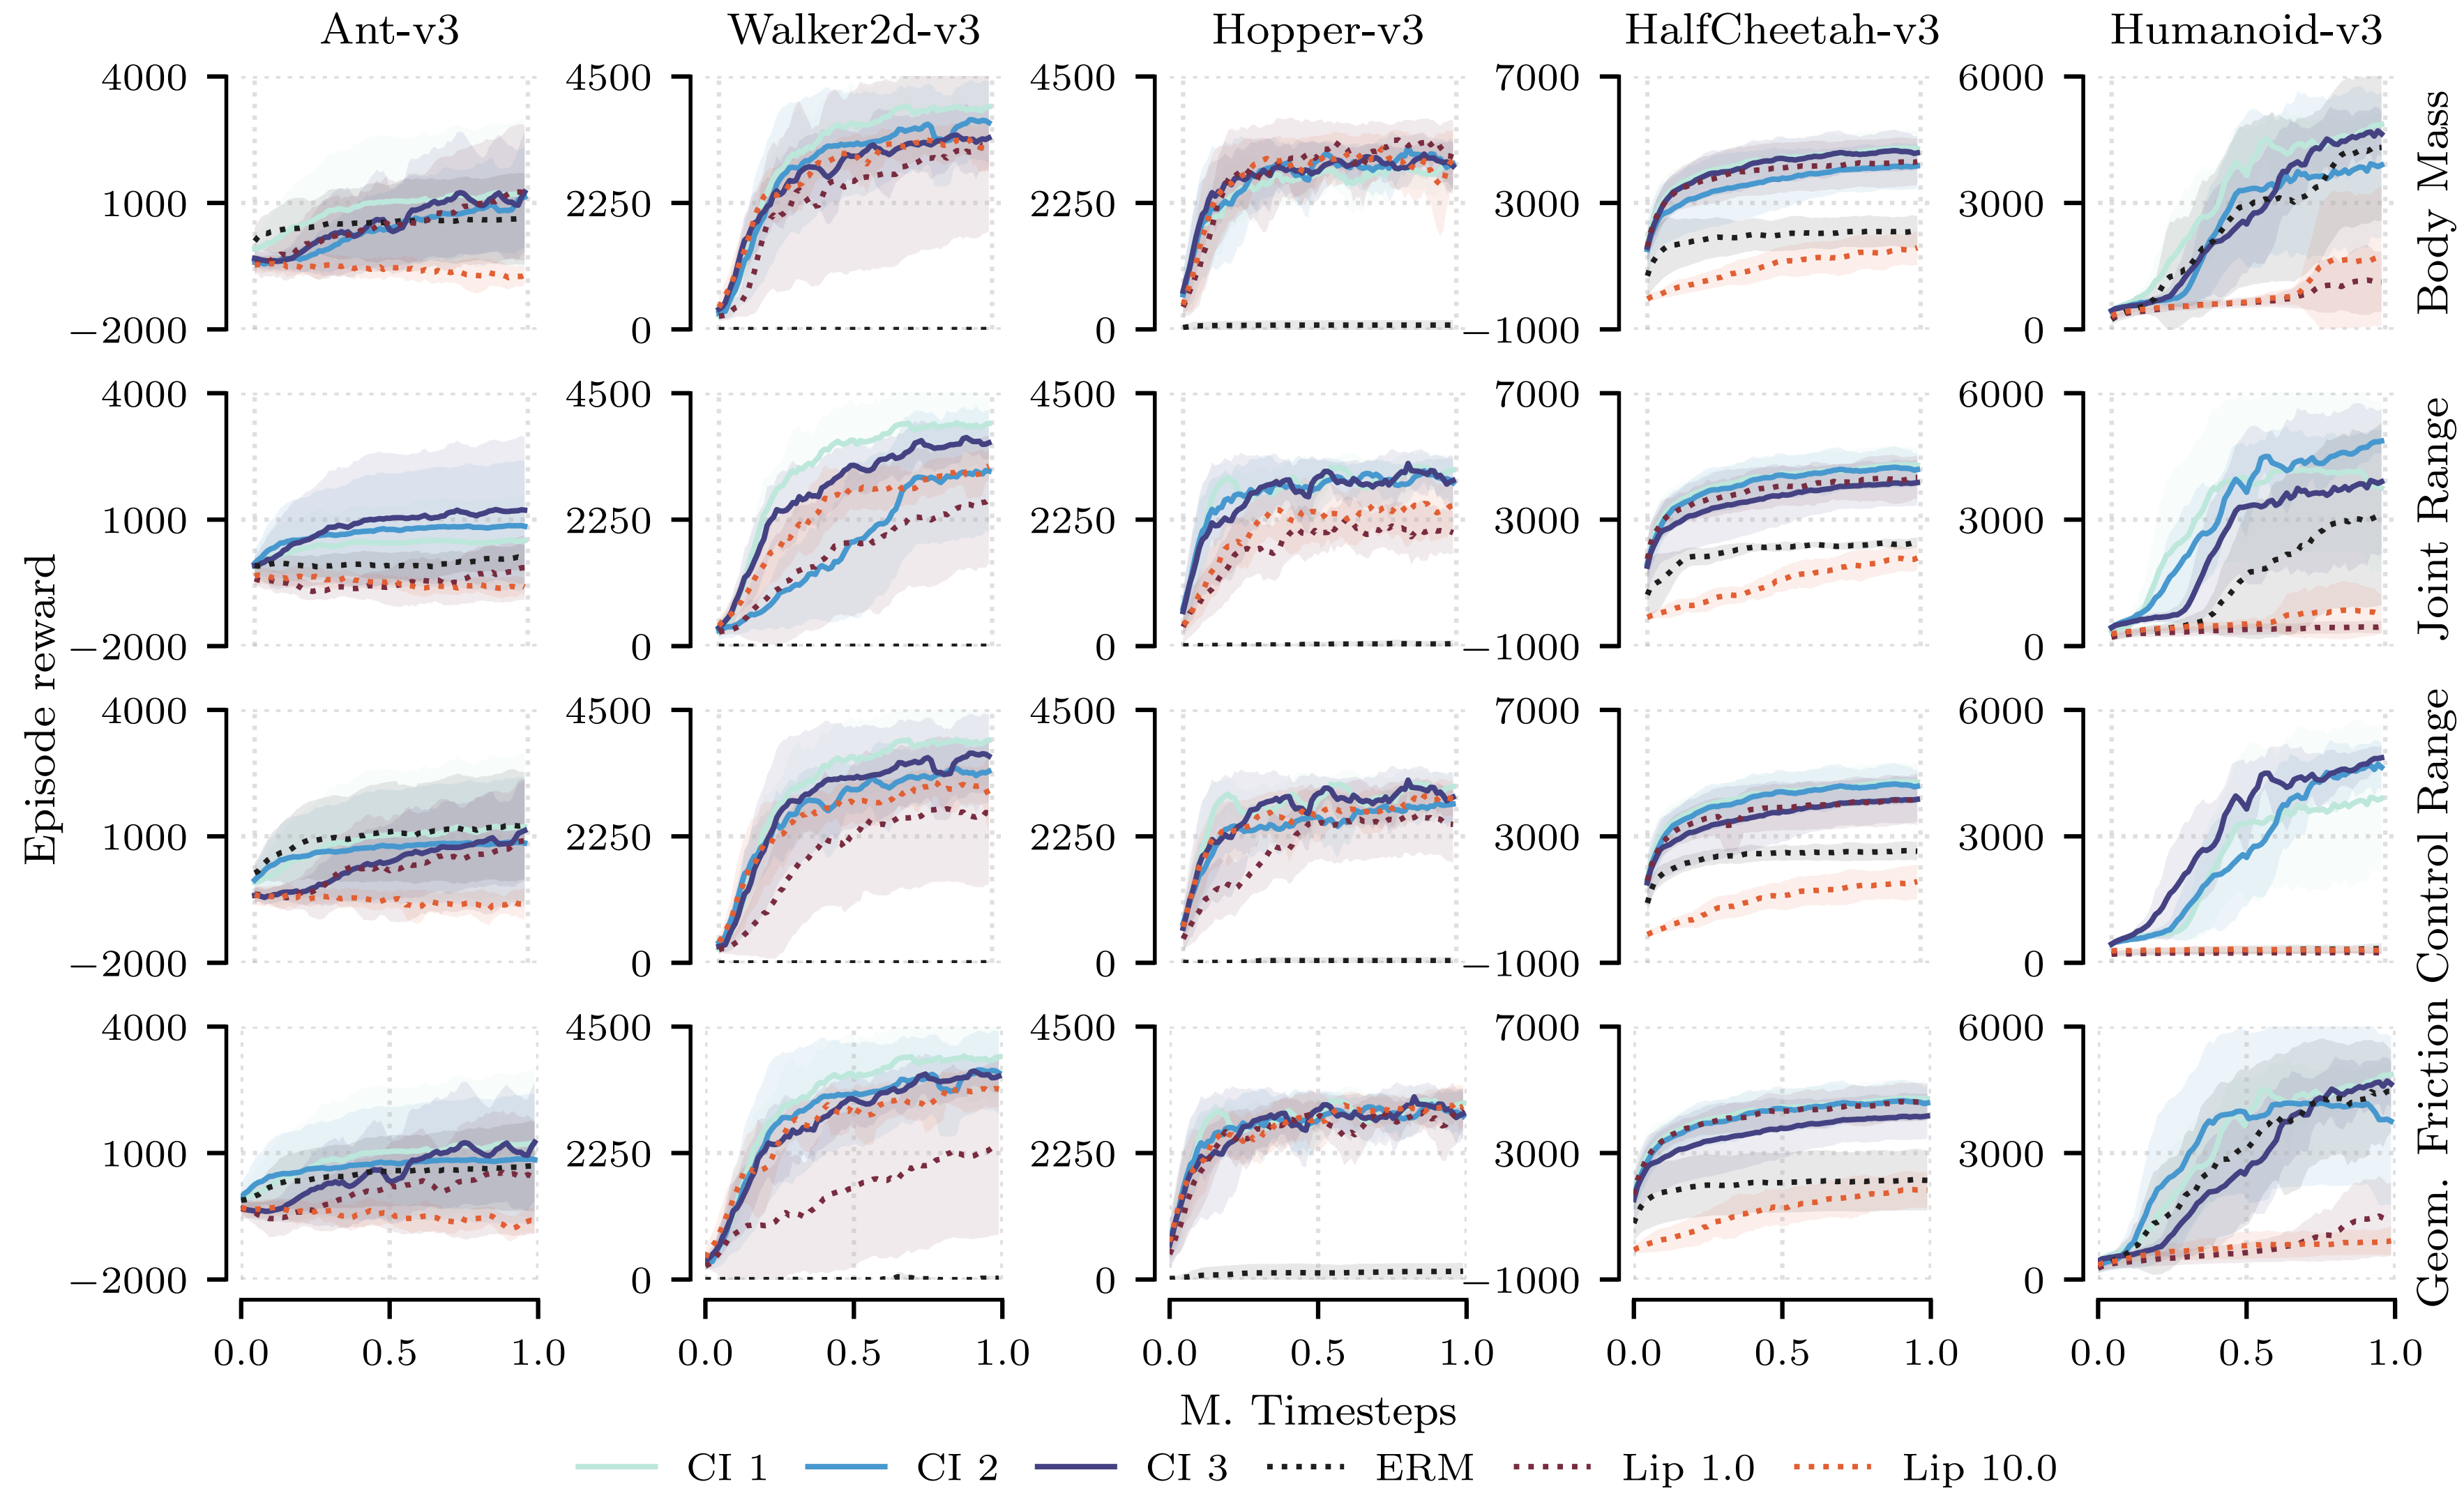 Ant-v3 Walker2d-v3 Hopper-v3 HalfCheetah-v3 Humanoid-v3
4000 4500 4500 7000 6000
1000 2250 2250 3000 3000
−2000 0 0 −1000 0
Body Mass
4000 4500 4500 7000 6000
1000 2250 2250 3000 3000
−2000 0 0 −1000 0
Joint Range
Episode reward
4000 4500 4500 7000 6000
1000 2250 2250 3000 3000
−2000 0 0 −1000 0
Control Range
4000 4500 4500 7000 6000
1000 2250 2250 3000 3000
−2000 0 0 −1000 0
Geom. Friction
0.0 0.5 1.0 0.0 0.5 1.0 0.0 0.5 1.0 0.0 0.5 1.0 0.0 0.5 1.0
M. Timesteps
CI 1 CI 2 CI 3 ERM Lip 1.0 Lip 10.0